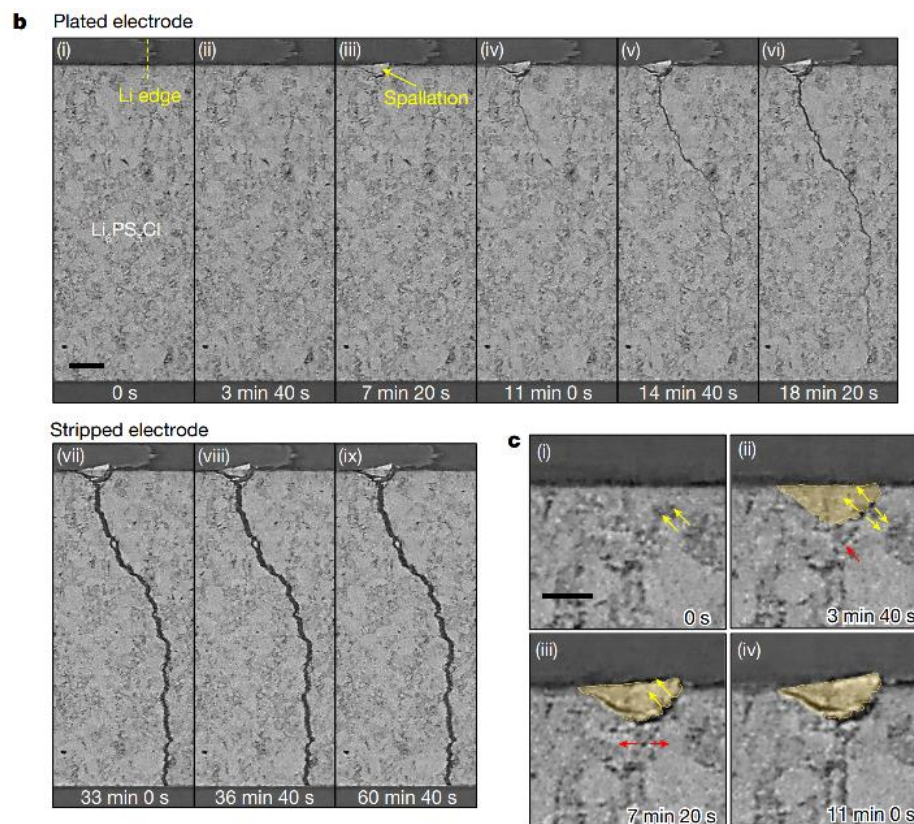 b Plated electrode
(i) (ii) (iii) (iv) (v) (vi)
Li edge
Spallation
Li₆PS₅Cl
0 s 3 min 40 s 7 min 20 s 11 min 0 s 14 min 40 s 18 min 20 s
Stripped electrode
(vii) (viii) (ix)
33 min 0 s 36 min 40 s 60 min 40 s
c
(i) (ii)
0 s 3 min 40 s
(iii) (iv)
7 min 20 s 11 min 0 s